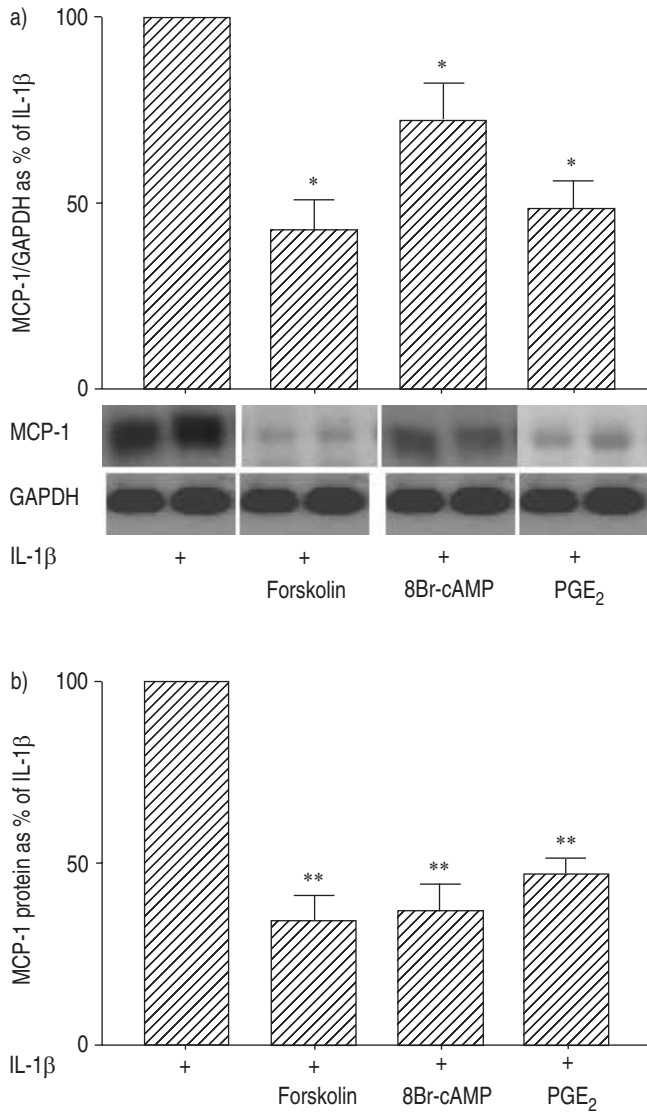 a)
MCP-1/GAPDH as % of IL-1β
100
50
0
*
*
*
MCP-1
GAPDH
IL-1β + + + +
Forskolin 8Br-cAMP PGE₂
b)
MCP-1 protein as % of IL-1β
100
50
0
**
**
**
IL-1β + + + +
Forskolin 8Br-cAMP PGE₂